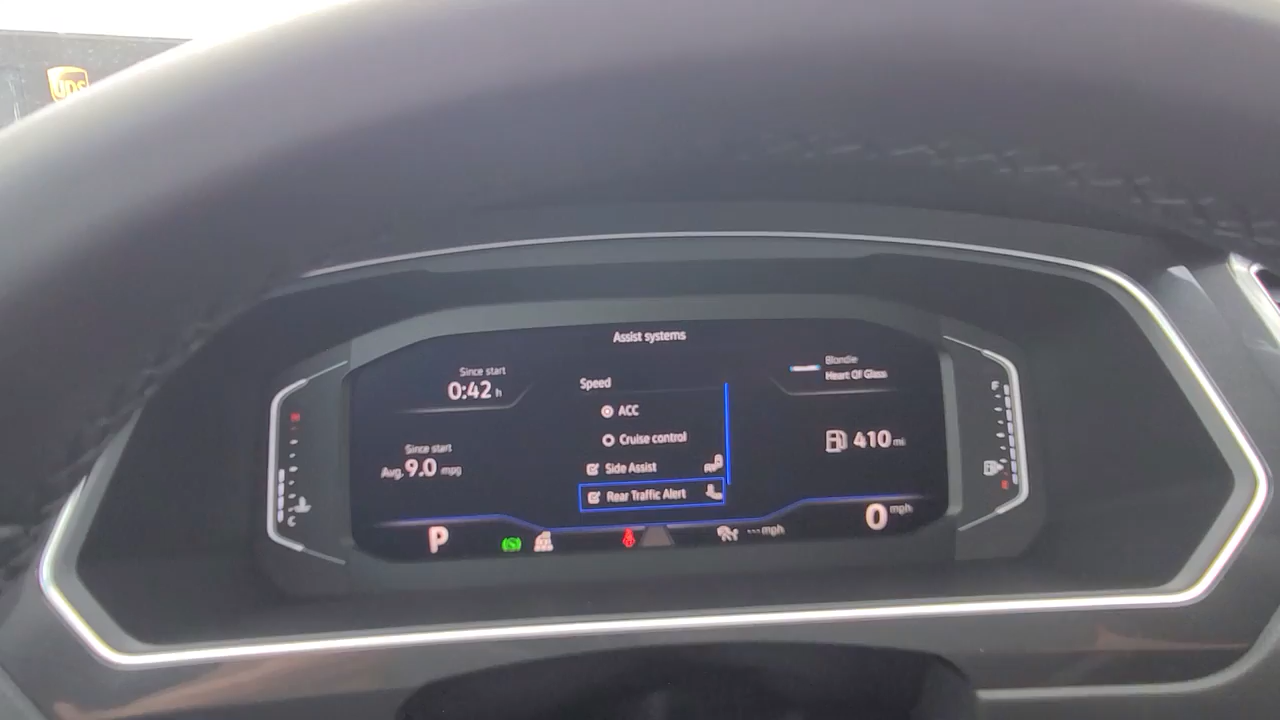 ups
Assist systems
Since start
0:42 h
Speed
ACC
Cruise control
Side Assist
Rear Traffic Alert
Blondie
Heart Of Glass
Since start
Avg. 9.0 mpg
410 mi
H
C
F
R
P
--- mph
0 mph